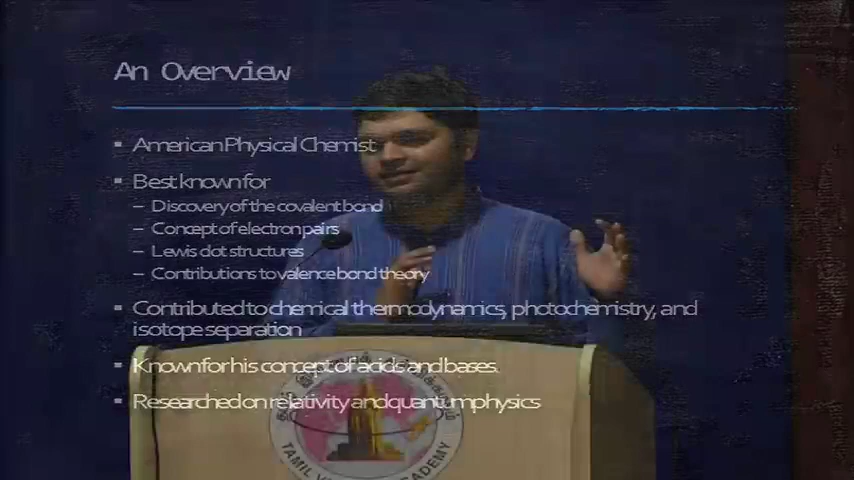 An Overview
American Physical Chemist
Best known for
– Discovery of the covalent bond
– Concept of electron pairs
– Lewis dot structures
– Contributions to valence bond theory
Contributed to chemical thermodynamics, photochemistry, and
isotope separation
Known for his concept of acids and bases.
Researched on relativity and quantum physics
TAMIL ACADEMY